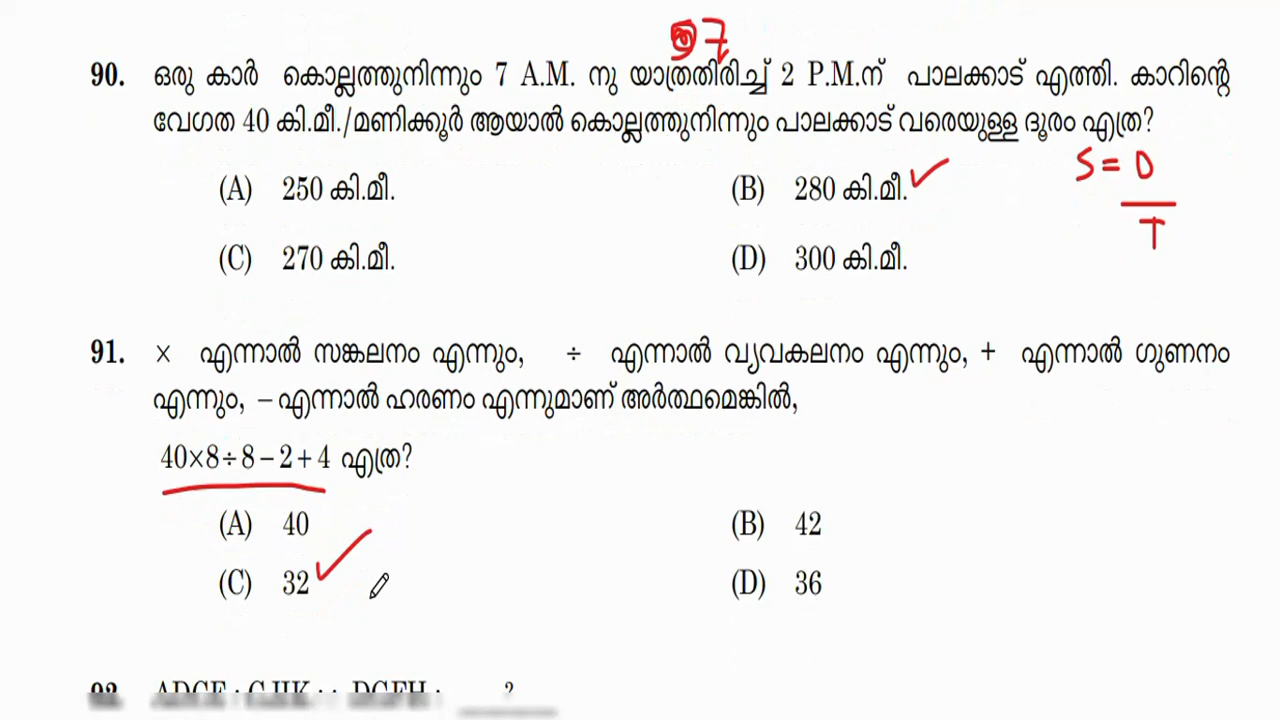 7
90. ഒരു കാർ കൊല്ലത്തുനിന്നും 7 A.M. നു യാത്രതിരിച്ച് 2 P.M.ന് പാലക്കാട് എത്തി. കാറിന്റെ
വേഗത 40 കി.മീ./മണിക്കൂർ ആയാൽ കൊല്ലത്തുനിന്നും പാലക്കാട് വരെയുള്ള ദൂരം എത്ര?
S = D
T
(A) 250 കി.മീ. (B) 280 കി.മീ.
(C) 270 കി.മീ. (D) 300 കി.മീ.
91. × എന്നാൽ സങ്കലനം എന്നും, ÷ എന്നാൽ വ്യവകലനം എന്നും, + എന്നാൽ ഗുണനം
എന്നും, – എന്നാൽ ഹരണം എന്നുമാണ് അർത്ഥമെങ്കിൽ,
40×8÷8–2+4 എത്ര?
(A) 40 (B) 42
(C) 32 (D) 36